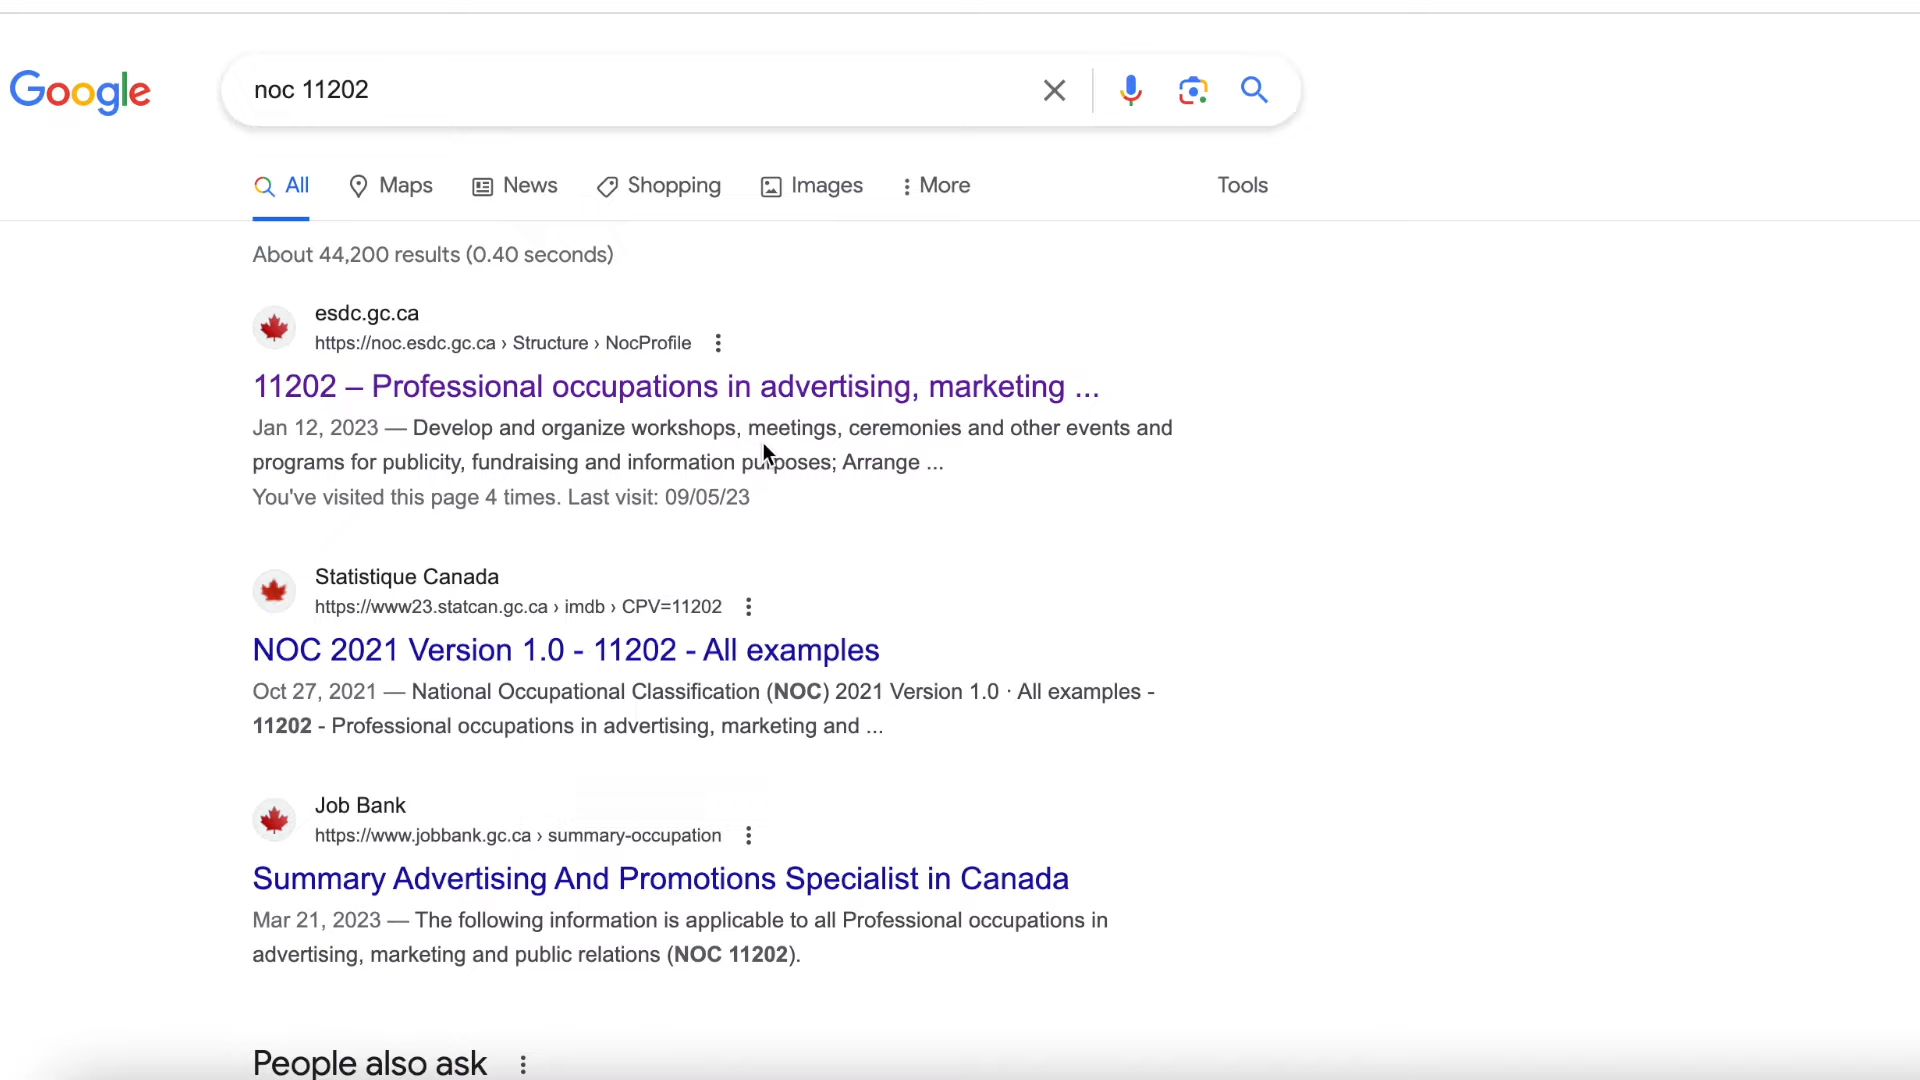 Google
noc 11202
All
Maps
News
Shopping
Images
More
Tools
About 44,200 results (0.40 seconds)
esdc.gc.ca
https://noc.esdc.gc.ca › Structure › NocProfile
11202 – Professional occupations in advertising, marketing ...
Jan 12, 2023 — Develop and organize workshops, meetings, ceremonies and other events and
programs for publicity, fundraising and information purposes; Arrange ...
You've visited this page 4 times. Last visit: 09/05/23
Statistique Canada
https://www23.statcan.gc.ca › imdb › CPV=11202
NOC 2021 Version 1.0 - 11202 - All examples
Oct 27, 2021 — National Occupational Classification (NOC) 2021 Version 1.0 · All examples -
11202 - Professional occupations in advertising, marketing and ...
Job Bank
https://www.jobbank.gc.ca › summary-occupation
Summary Advertising And Promotions Specialist in Canada
Mar 21, 2023 — The following information is applicable to all Professional occupations in
advertising, marketing and public relations (NOC 11202).
People also ask